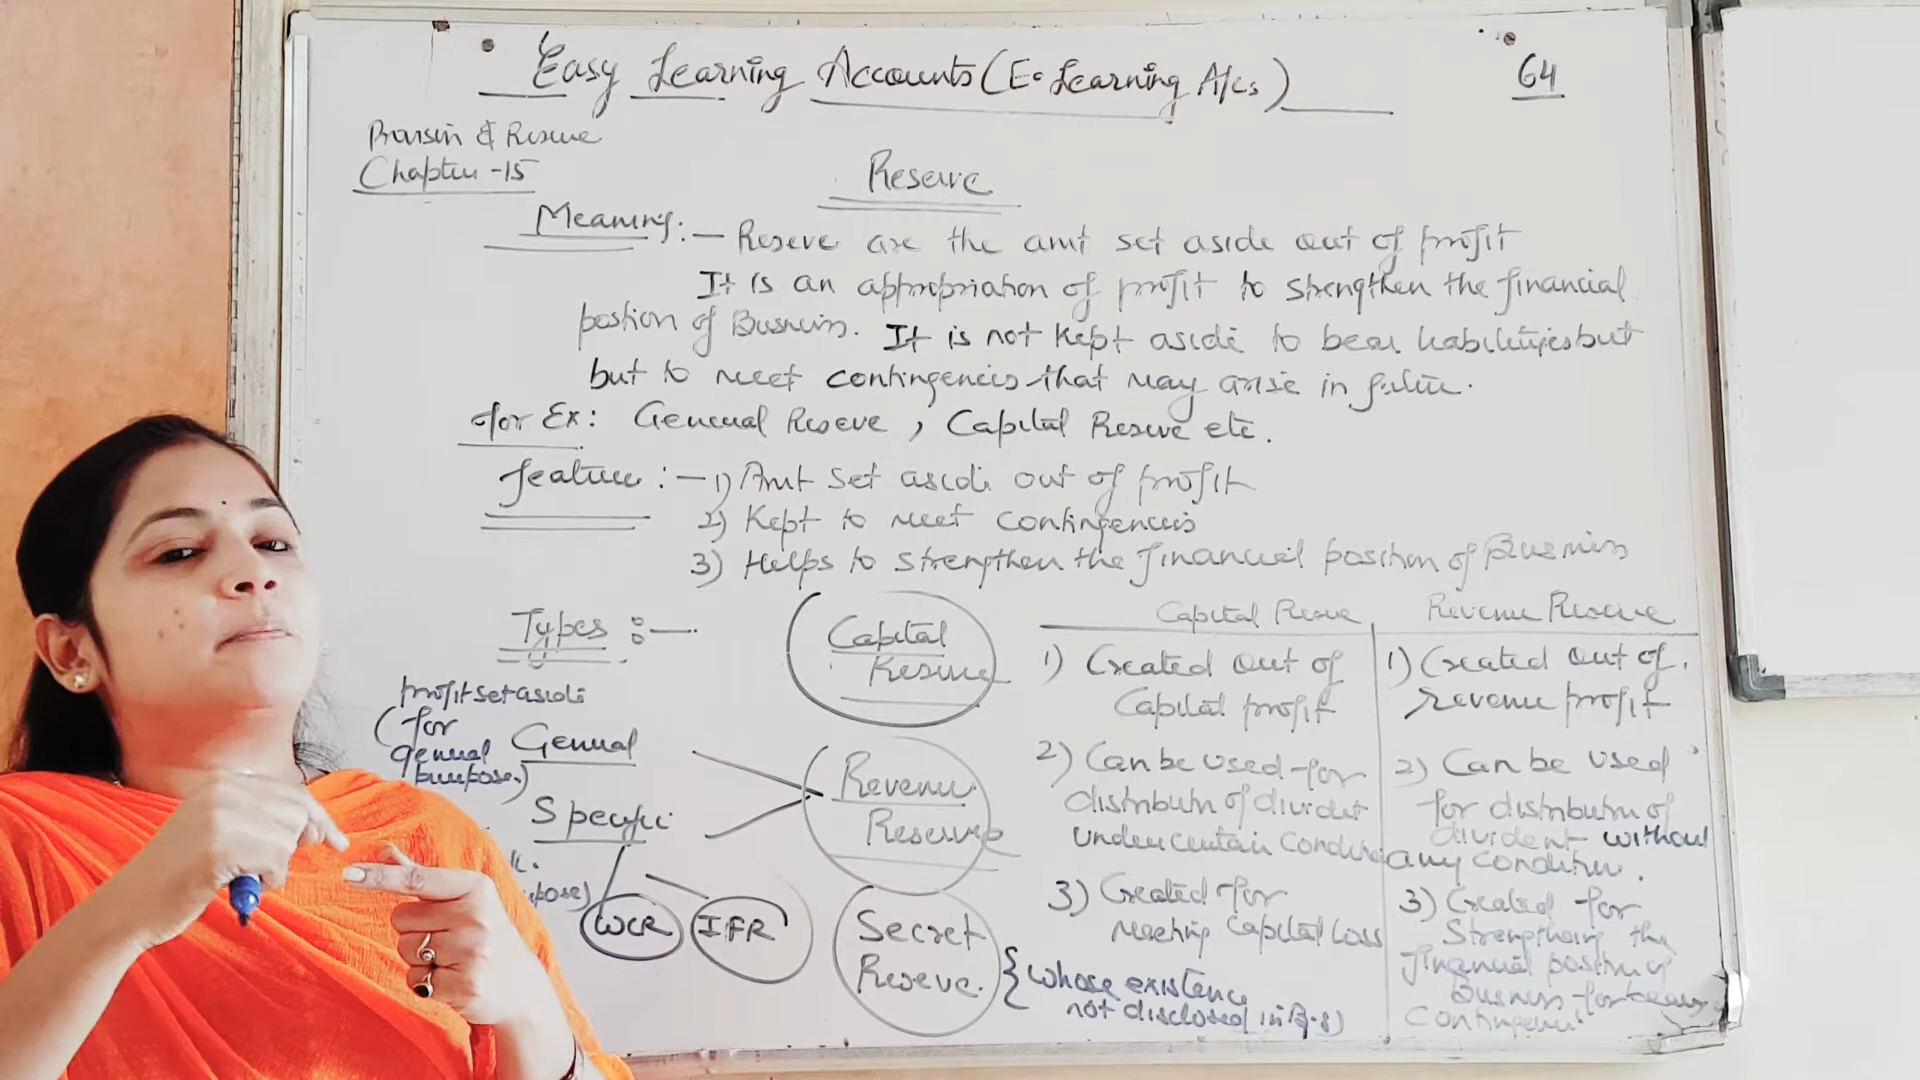 Easy Learning Accounts (E-Learning A/cs)
64
Provision & Reserve
Chapter -15
Reserve
Meaning :- Reserve are the amt set aside out of profit
It is an appropriation of profit to strengthen the financial
position of Business. It is not kept aside to bear liabilities but
but to meet contingencies that may arise in future.
for Ex: General Reserve, Capital Reserve etc.
feature :- 1) Amt set aside out of profit
2) Kept to meet contingencies
3) Helps to strengthen the financial position of Business
Types :-
profit set aside
(for
general
purpose.)
General
Specific
WCR
IFR
Capital
Reserve
Revenue
Reserve
Secret
Reserve.
{ whose existence
not disclosed in B.S)
Capital Reserve
1) Created out of
Capital profit
2) Can be used for
distributn of divident
under certain Condition
3) Created for
meeting Capital loss
Revenue Reserve
1) Created out of.
revenue profit
2) Can be used
for distributn of
divident without
any condition.
3) Created for
Strengthening the
financial position of
Business for
Contingenci